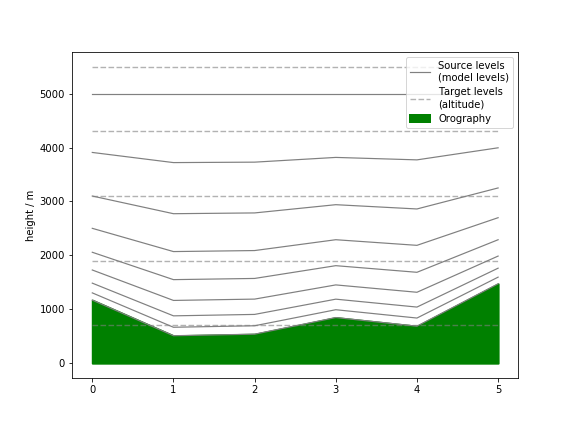 Source levels
(model levels)
Target levels
(altitude)
Orography
height / m
5000
4000
3000
2000
1000
0
0 1 2 3 4 5